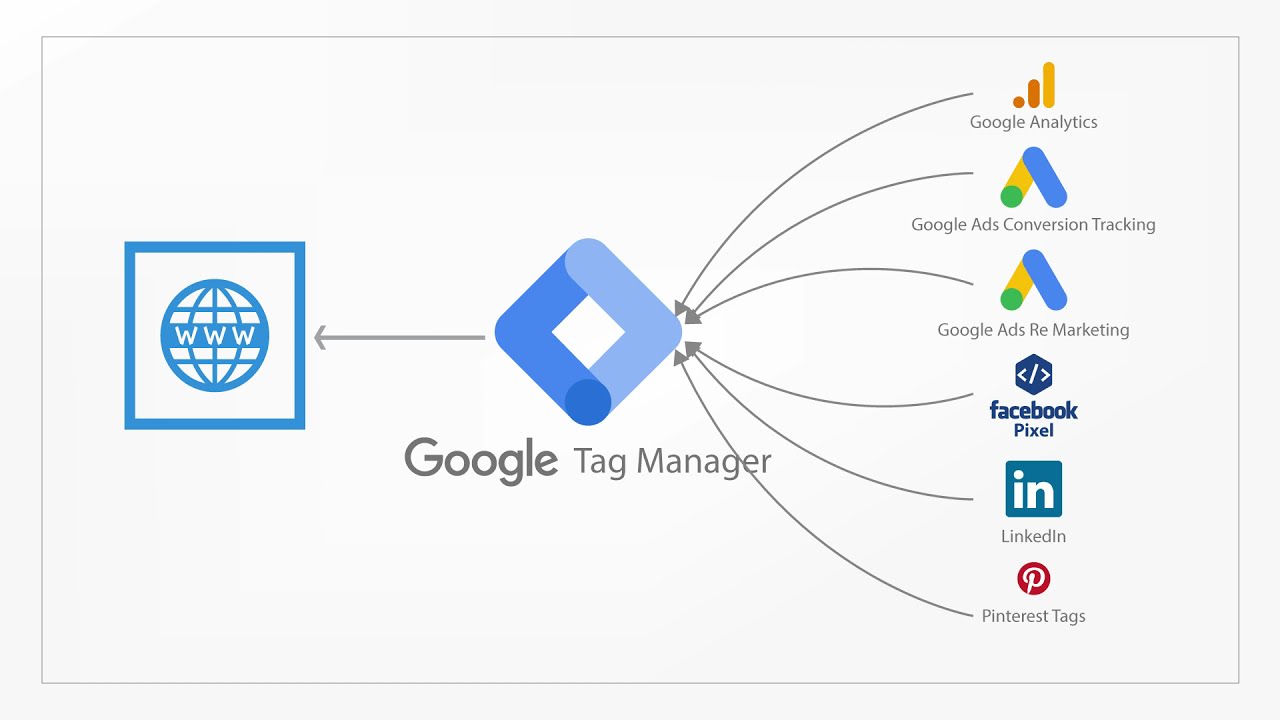 Google Analytics
Google Ads Conversion Tracking
Google Ads Re Marketing
</>
facebook
Pixel
WWW
Google Tag Manager
in
LinkedIn
Pinterest Tags